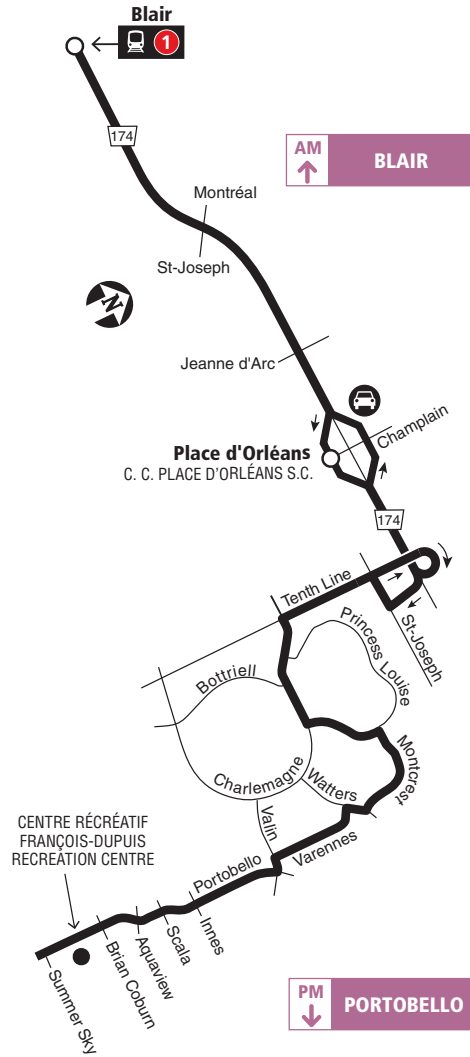 Blair
1
174
AM
BLAIR
Montréal
St-Joseph
N
Jeanne d'Arc
Champlain
Place d'Orléans
C. C. PLACE D'ORLÉANS S.C.
174
Tenth Line
St-Joseph
Princess Louise
Bottriell
Montcrest
Charlemagne
Watters
Valin
CENTRE RÉCRÉATIF
FRANÇOIS-DUPUIS
RECREATION CENTRE
Varennes
Portobello
Innes
Scala
Aquaview
Brian Coburn
Summer Sky
PM
PORTOBELLO